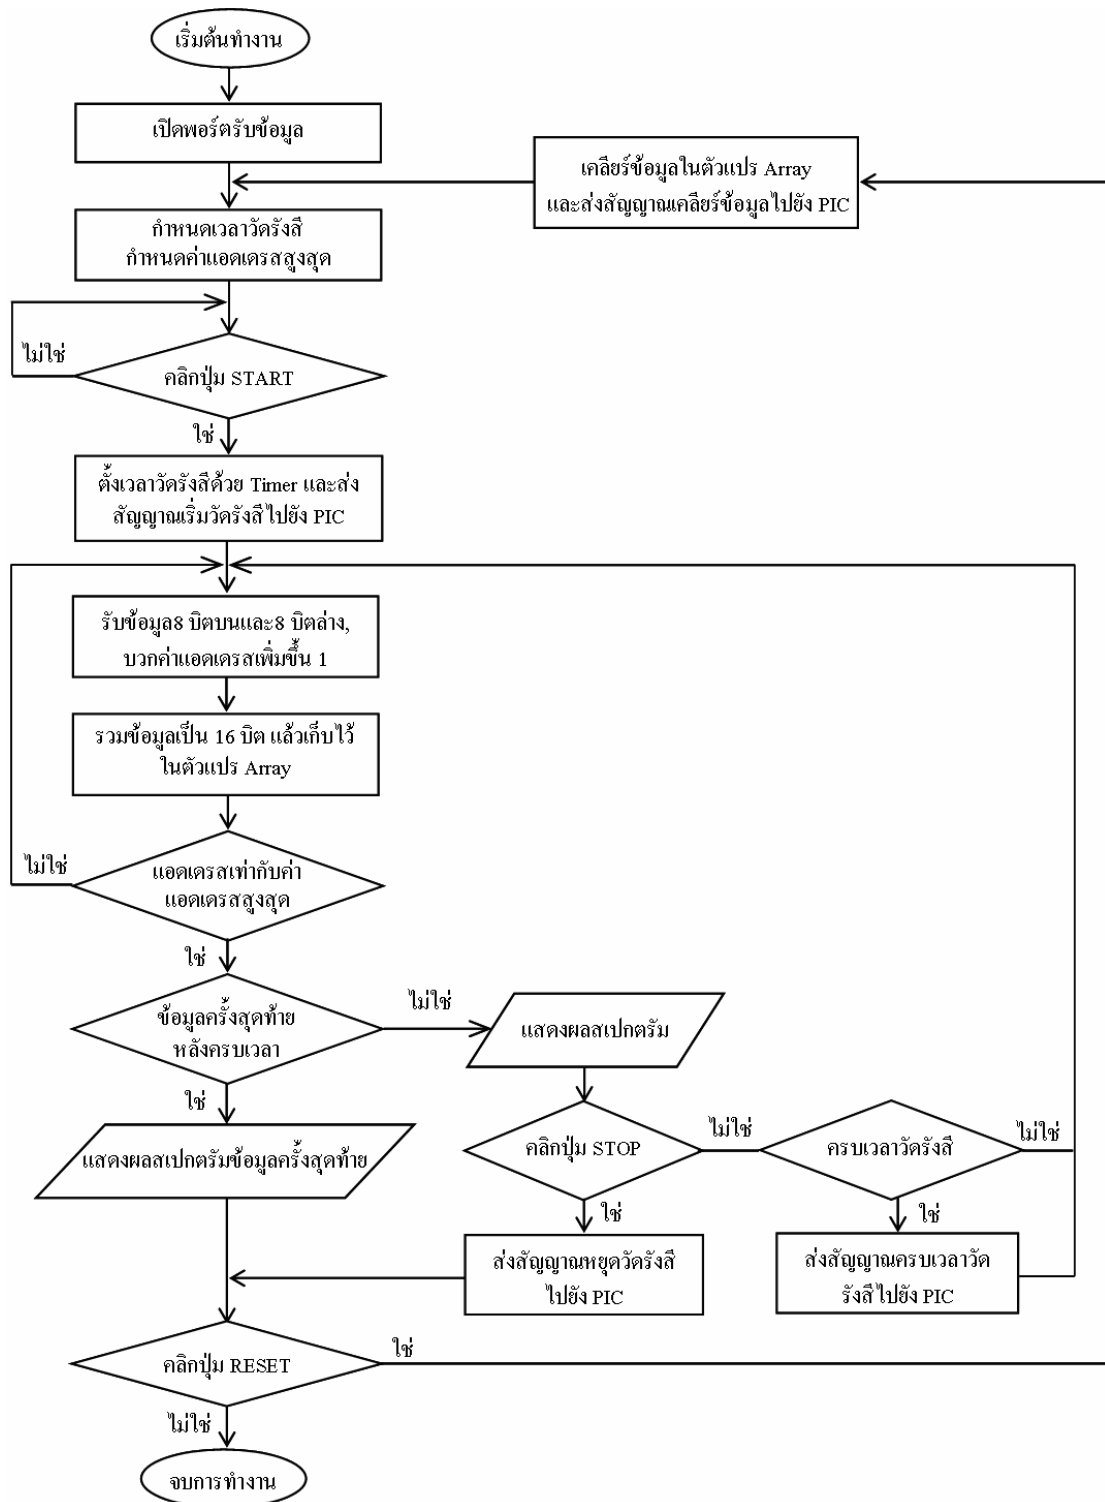 เริ่มต้นทำงาน
เปิดพอร์ตรับข้อมูล
เคลียร์ข้อมูลในตัวแปร Array
และส่งสัญญาณเคลียร์ข้อมูลไปยัง PIC
กำหนดเวลาวัดรังสี
กำหนดค่าแอดเดรสสูงสุด
ไม่ใช่
คลิกปุ่ม START
ใช่
ตั้งเวลาวัดรังสีด้วย Timer และส่ง
สัญญาณเริ่มวัดรังสีไปยัง PIC
รับข้อมูล8 บิตบนและ8 บิตล่าง,
บวกค่าแอดเดรสเพิ่มขึ้น 1
รวมข้อมูลเป็น 16 บิต แล้วเก็บไว้
ในตัวแปร Array
ไม่ใช่
แอดเดรสเท่ากับค่า
แอดเดรสสูงสุด
ใช่
ข้อมูลครั้งสุดท้าย
หลังครบเวลา
ไม่ใช่
แสดงผลสเปกตรัม
ใช่
แสดงผลสเปกตรัมข้อมูลครั้งสุดท้าย
คลิกปุ่ม STOP
ไม่ใช่
ครบเวลาวัดรังสี
ไม่ใช่
ใช่
ใช่
ส่งสัญญาณหยุดวัดรังสี
ไปยัง PIC
ส่งสัญญาณครบเวลาวัด
รังสีไปยัง PIC
คลิกปุ่ม RESET
ใช่
ไม่ใช่
จบการทำงาน